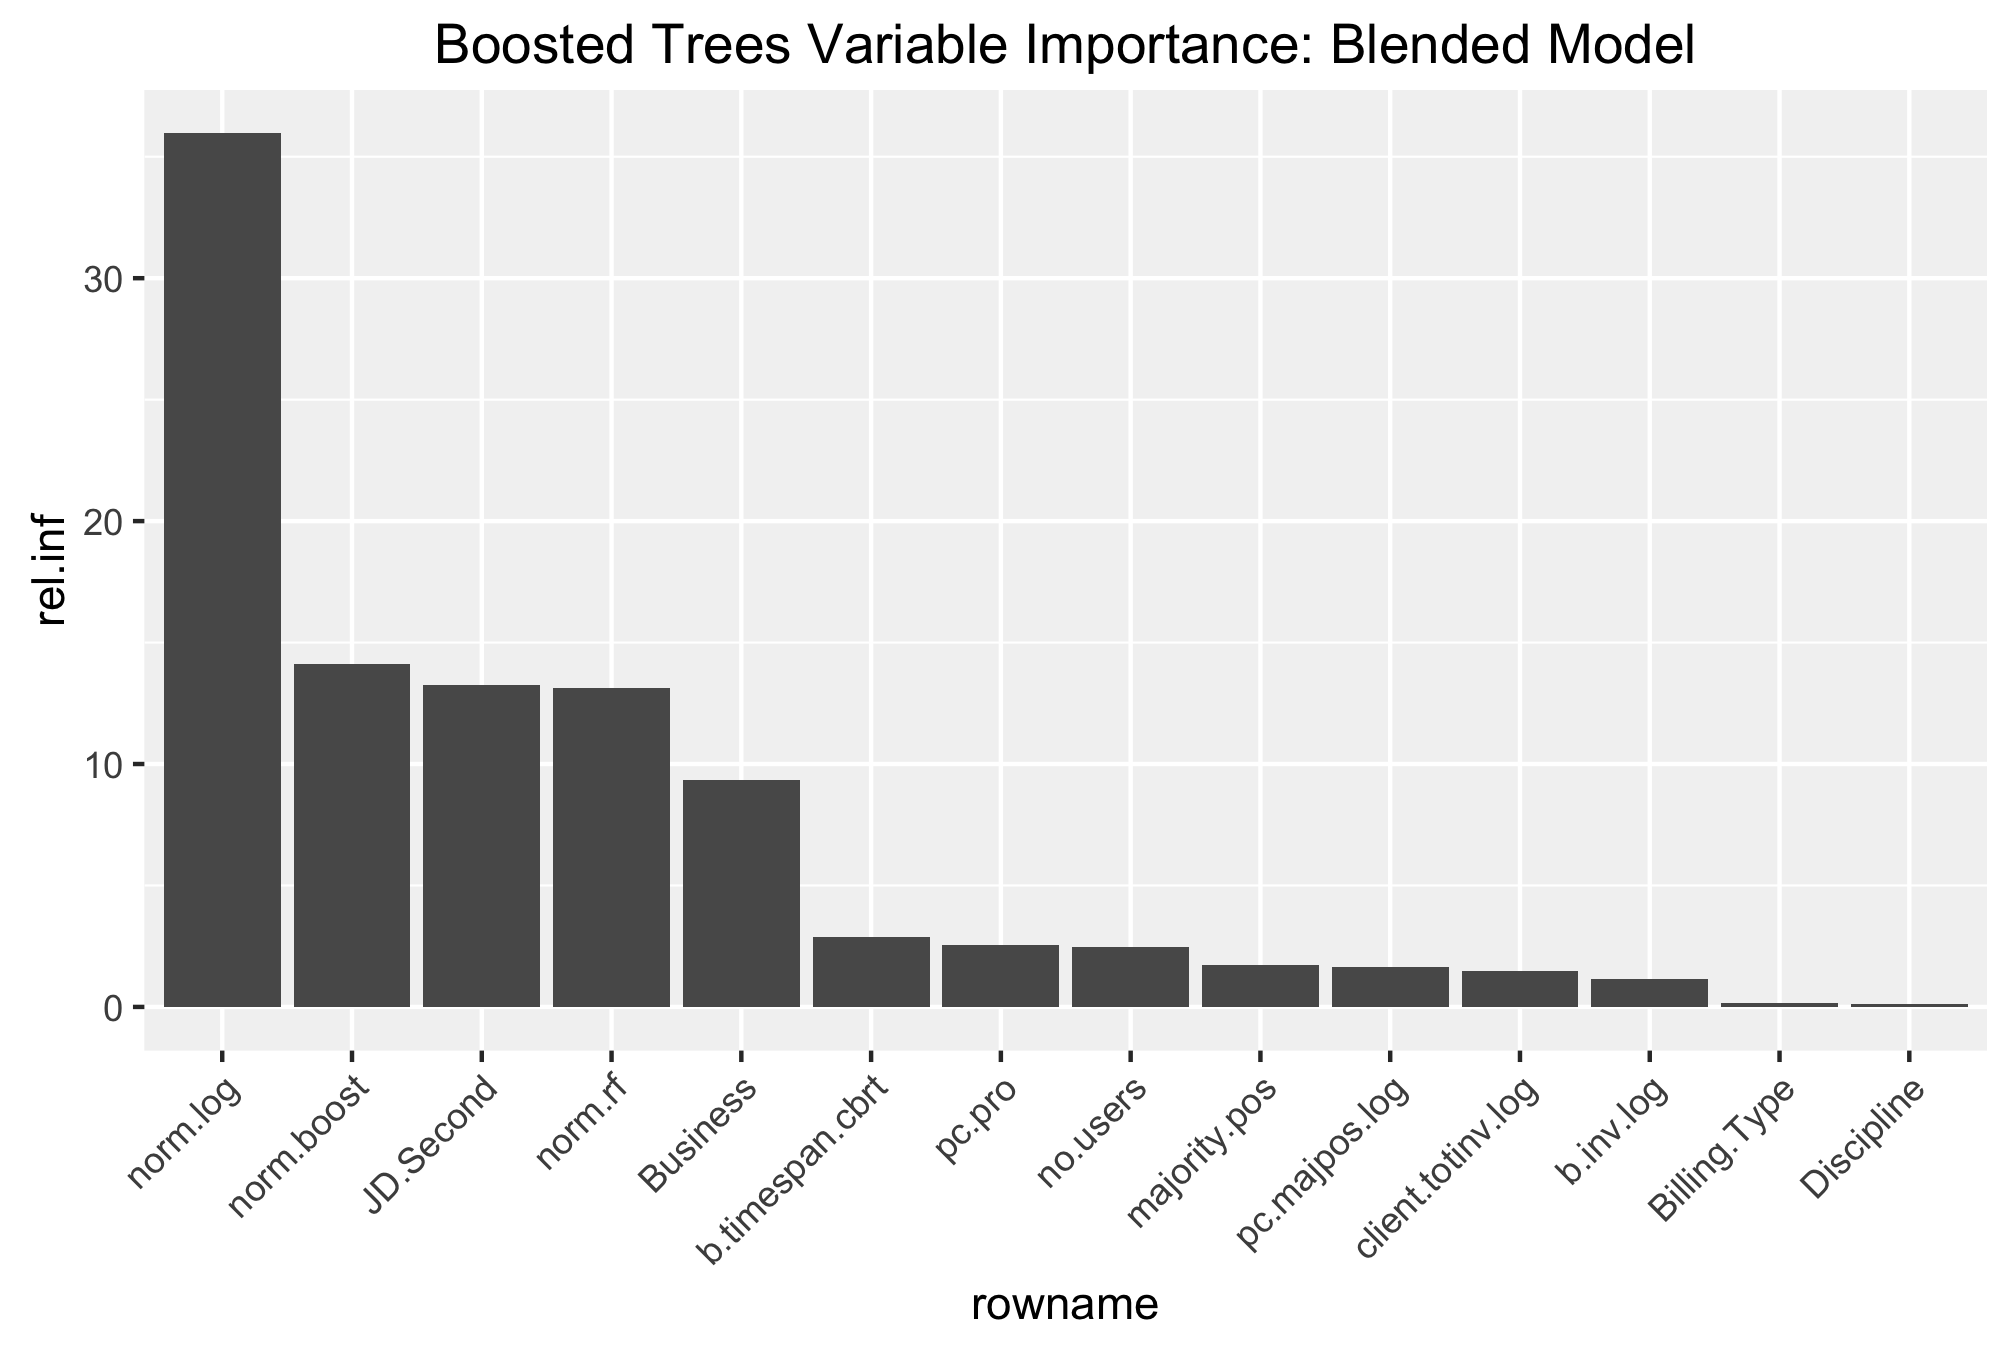 Boosted Trees Variable Importance: Blended Model
rel.inf
30
20
10
0
norm.log
norm.boost
JD.Second
norm.rf
Business
b.timespan.cbrt
pc.pro
no.users
majority.pos
pc.majpos.log
client.totinv.log
b.inv.log
Billing.Type
Discipline
rowname